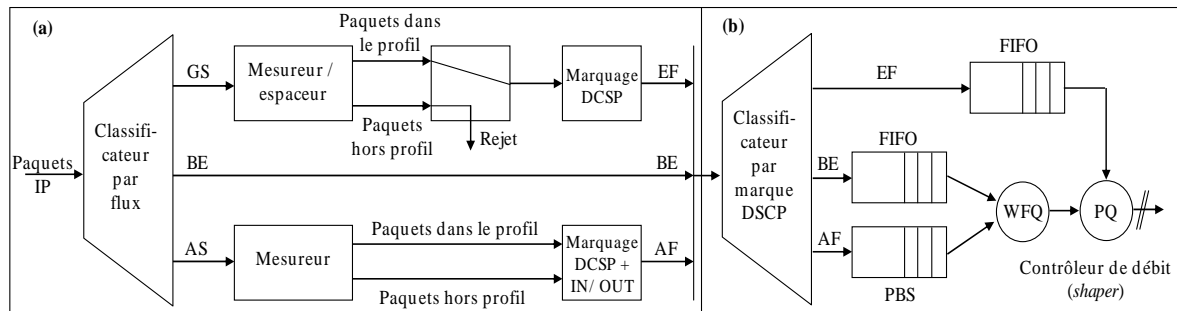 (a)
Paquets
IP
Classifi-
cateur
par
flux
GS
Mesureur /
espaceur
Paquets dans
le profil
Paquets
hors profil
Rejet
Marquage
DCSP
EF
BE
BE
AS
Mesureur
Paquets dans le profil
Paquets hors profil
Marquage
DCSP +
IN/ OUT
AF
(b)
Classifi-
cateur
par
marque
DSCP
EF
FIFO
BE
FIFO
AF
PBS
WFQ
PQ
Contrôleur de débit
(shaper)